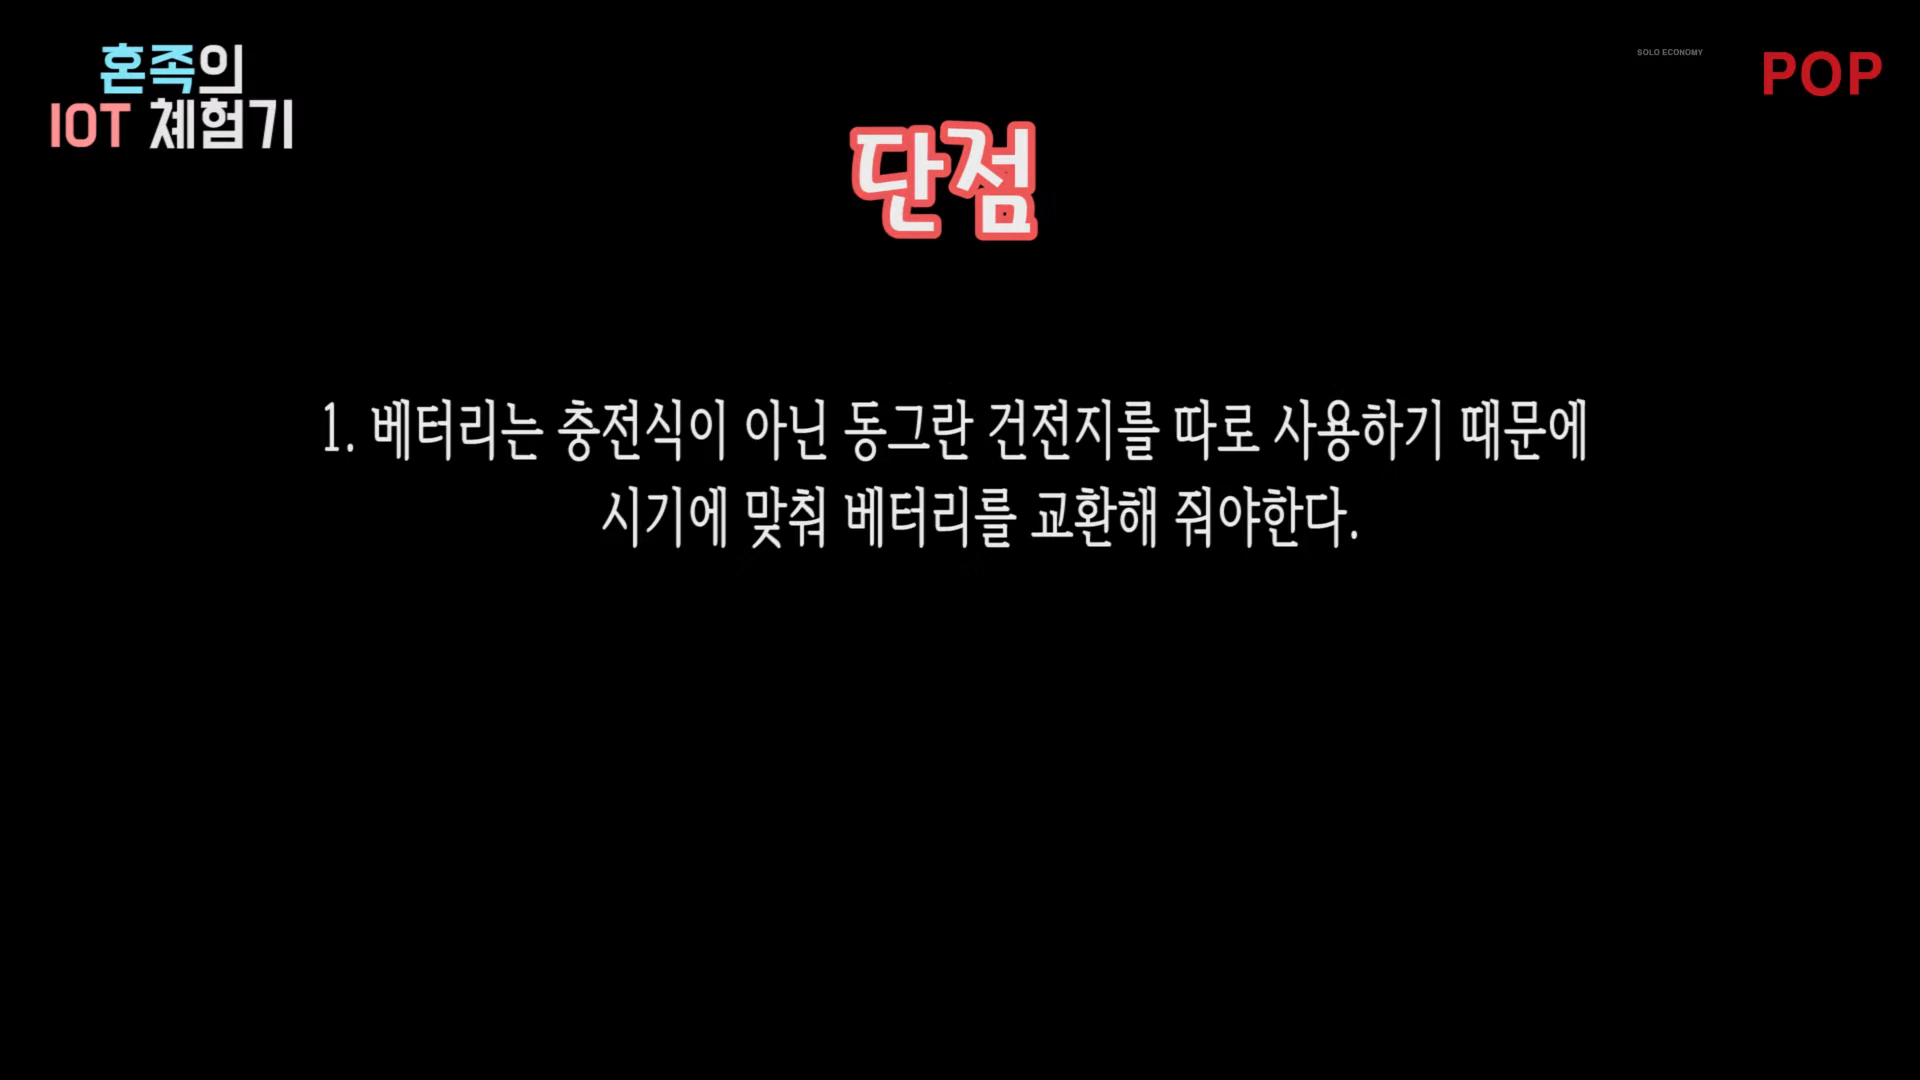 혼족의
IOT 체험기
SOLO ECONOMY
POP
단점
1. 베터리는 충전식이 아닌 동그란 건전지를 따로 사용하기 때문에
시기에 맞춰 베터리를 교환해 줘야한다.